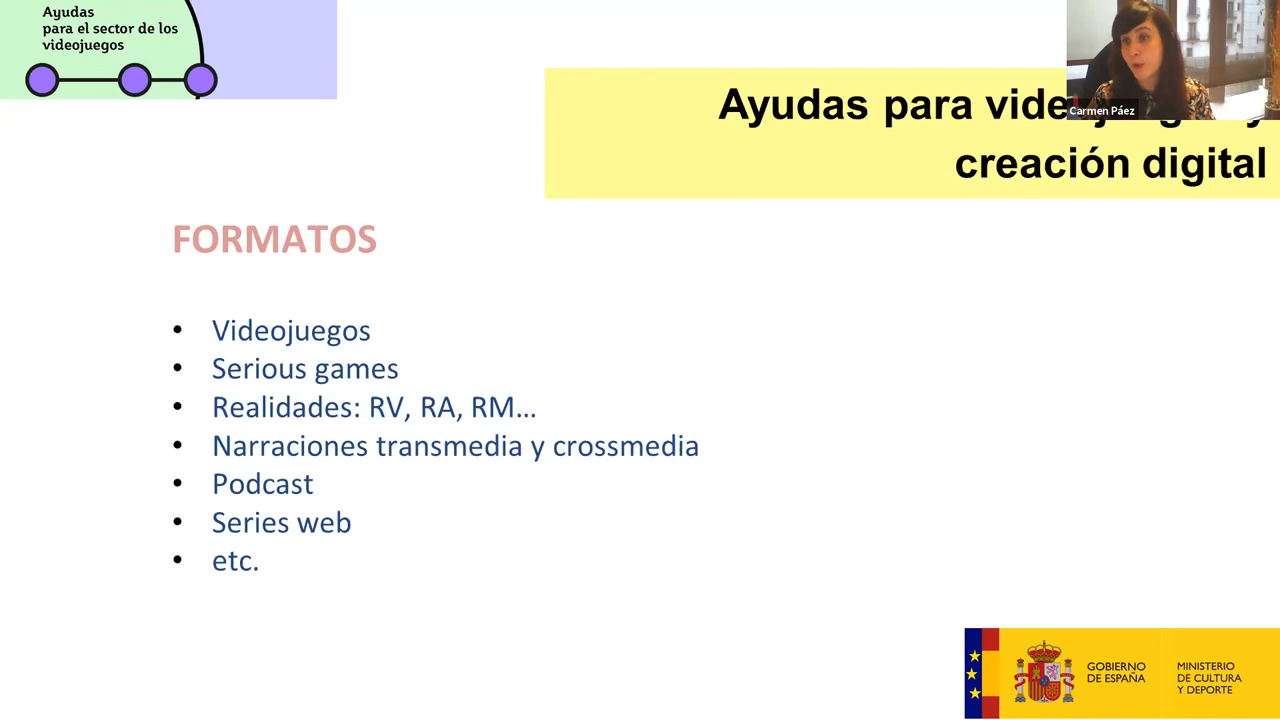 Ayudas
para el sector de los
videojuegos
Ayudas para
creación digital
Carmen Páez
FORMATOS
• Videojuegos
• Serious games
• Realidades: RV, RA, RM...
• Narraciones transmedia y crossmedia
• Podcast
• Series web
• etc.
GOBIERNO
DE ESPAÑA
MINISTERIO
DE CULTURA
Y DEPORTE